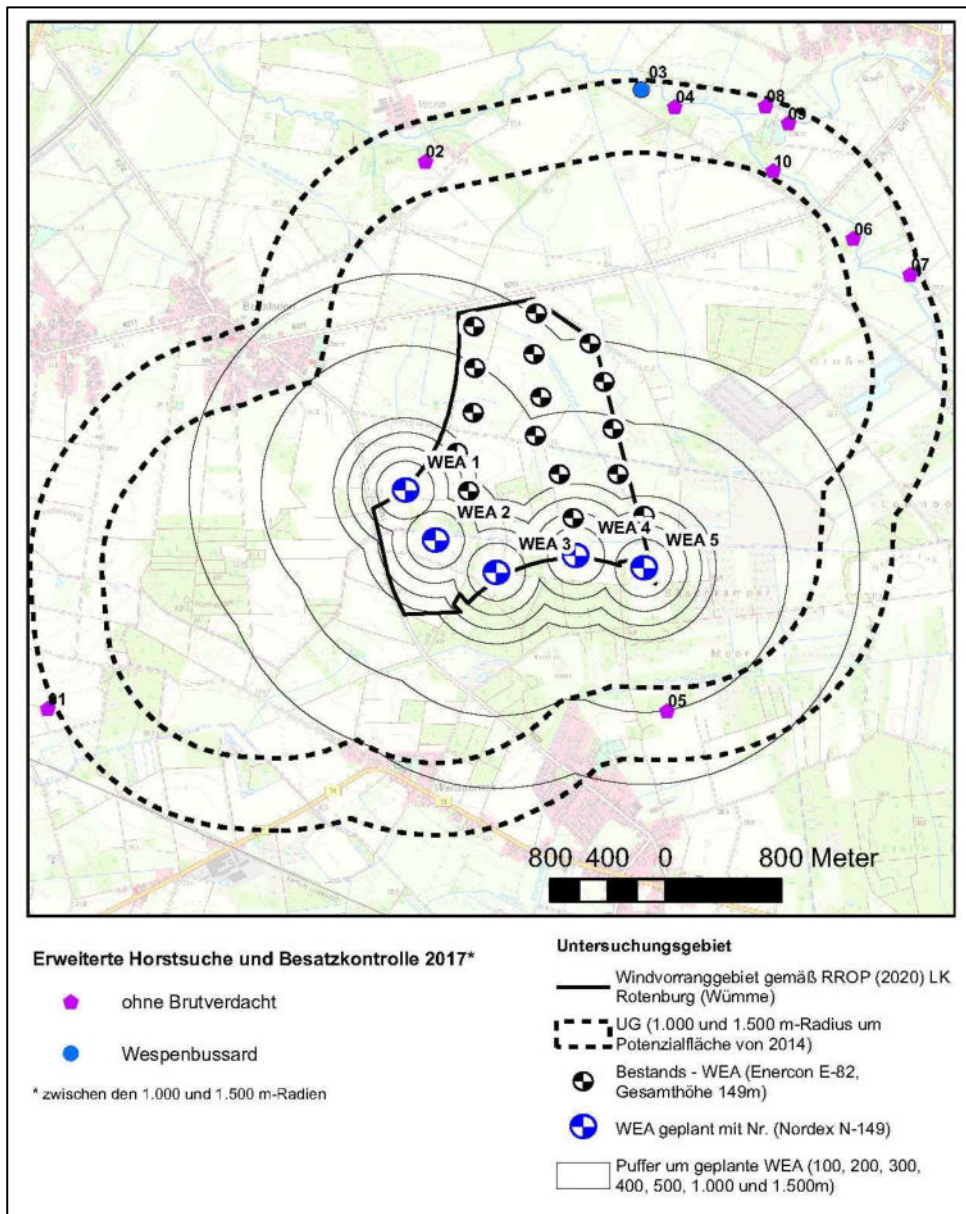 03
04
08
09
02
10
06
07
WEA 1
WEA 2
WEA 3
WEA 4
WEA 5
01
05
800 400 0 800 Meter
Erweiterte Horstsuche und Besatzkontrolle 2017*
ohne Brutverdacht
Wespenbussard
* zwischen den 1.000 und 1.500 m-Radien
Untersuchungsgebiet
Windvorranggebiet gemäß RROP (2020) LK
Rotenburg (Wümme)
UG (1.000 und 1.500 m-Radius um
Potenzialfläche von 2014)
Bestands - WEA (Enercon E-82,
Gesamthöhe 149m)
WEA geplant mit Nr. (Nordex N-149)
Puffer um geplante WEA (100, 200, 300,
400, 500, 1.000 und 1.500m)